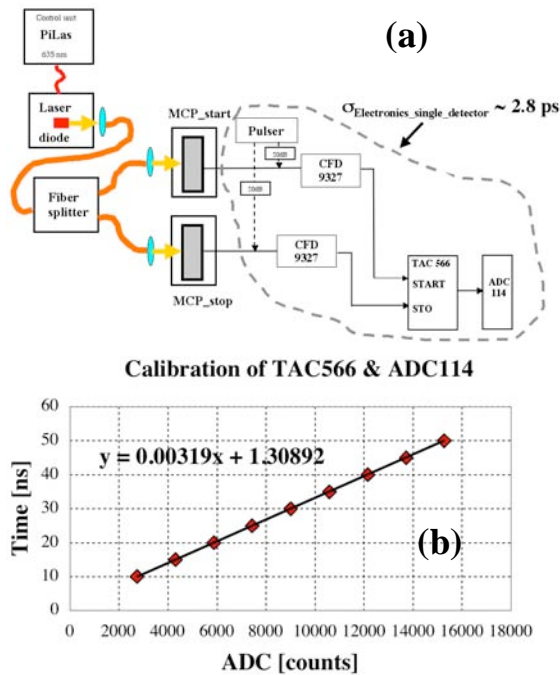 Control unit
PiLas
635 nm
(a)
Laser
diode
MCP_start
Pulser
σElectronics_single_detector ~ 2.8 ps
20dB
CFD
9327
Fiber
splitter
20dB
CFD
9327
TAC 566
START
STO
ADC
114
MCP_stop
Calibration of TAC566 & ADC114
60
50
40
30
20
10
0
Time [ns]
y = 0.00319x + 1.30892
(b)
0 2000 4000 6000 8000 10000 12000 14000 16000 18000
ADC [counts]